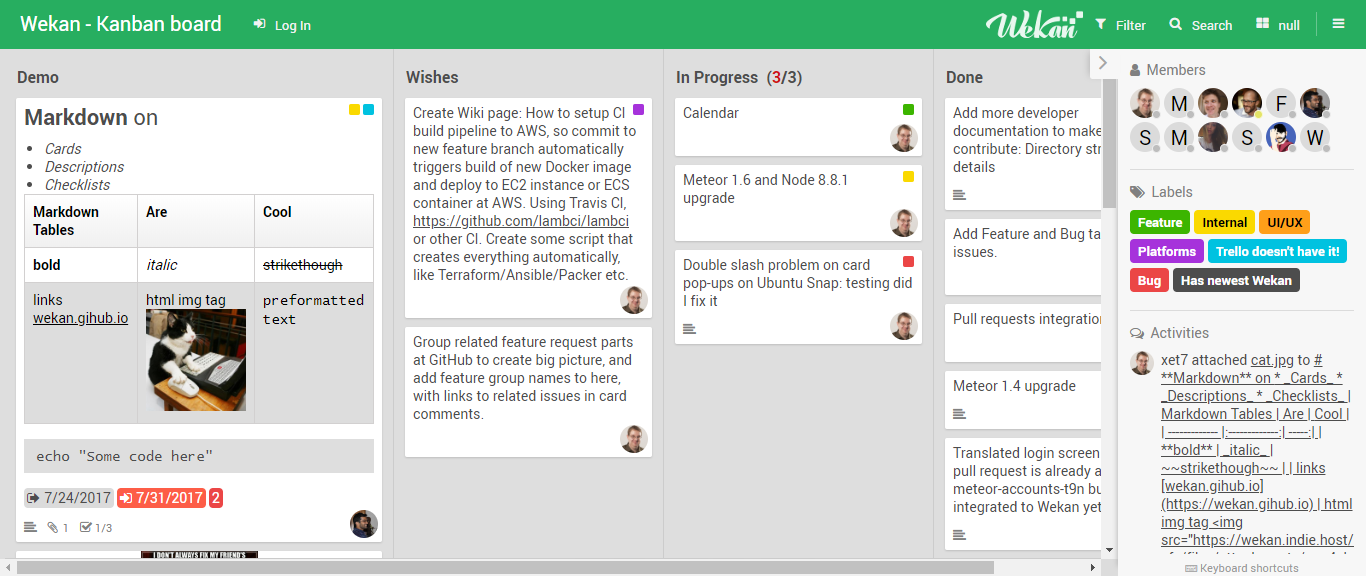 Wekan - Kanban board
Log In
Wekan
Filter
Search
null
Demo
Markdown on
Cards
Descriptions
Checklists
Markdown Tables
Are
Cool
bold
italic
strikethough
links
wekan.gihub.io
html img tag
preformatted
text
echo "Some code here"
7/24/2017
7/31/2017
2
1
1/3
I DON'T ALWAYS FIX MY FRIEND'S
Wishes
Create Wiki page: How to setup CI
build pipeline to AWS, so commit to
new feature branch automatically
triggers build of new Docker image
and deploy to EC2 instance or ECS
container at AWS. Using Travis CI,
https://github.com/lambci/lambci
or other CI. Create some script that
creates everything automatically,
like Terraform/Ansible/Packer etc.
Group related feature request parts
at GitHub to create big picture, and
add feature group names to here,
with links to related issues in card
comments.
In Progress (3/3)
Calendar
Meteor 1.6 and Node 8.8.1
upgrade
Double slash problem on card
pop-ups on Ubuntu Snap: testing did
I fix it
Done
Add more developer
documentation to make
contribute: Directory str
details
Add Feature and Bug ta
issues.
Pull requests integration
Meteor 1.4 upgrade
Translated login screen
pull request is already a
meteor-accounts-t9n bu
integrated to Wekan yet
Members
M
F
S
M
S
W
Labels
Feature
Internal
UI/UX
Platforms
Trello doesn't have it!
Bug
Has newest Wekan
Activities
xet7 attached cat.jpg to #
**Markdown** on * _Cards_ *
_Descriptions_ * _Checklists_ |
Markdown Tables | Are | Cool |
| ------------- |:-------------:| -----:| |
**bold** | _italic_ |
~~strikethough~~ | | links
[wekan.gihub.io]
(https://wekan.gihub.io) | html
img tag <img
src="https://wekan.indie.host/
Keyboard shortcuts